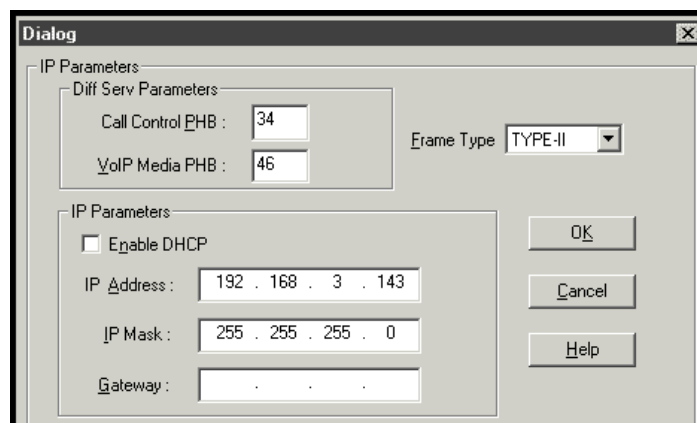 Dialog
IP Parameters
Diff Serv Parameters
Call Control PHB : 34
VoIP Media PHB : 46
Frame Type TYPE-II
IP Parameters
Enable DHCP
IP Address : 192 . 168 . 3 . 143
IP Mask : 255 . 255 . 255 . 0
Gateway : . . .
OK
Cancel
Help